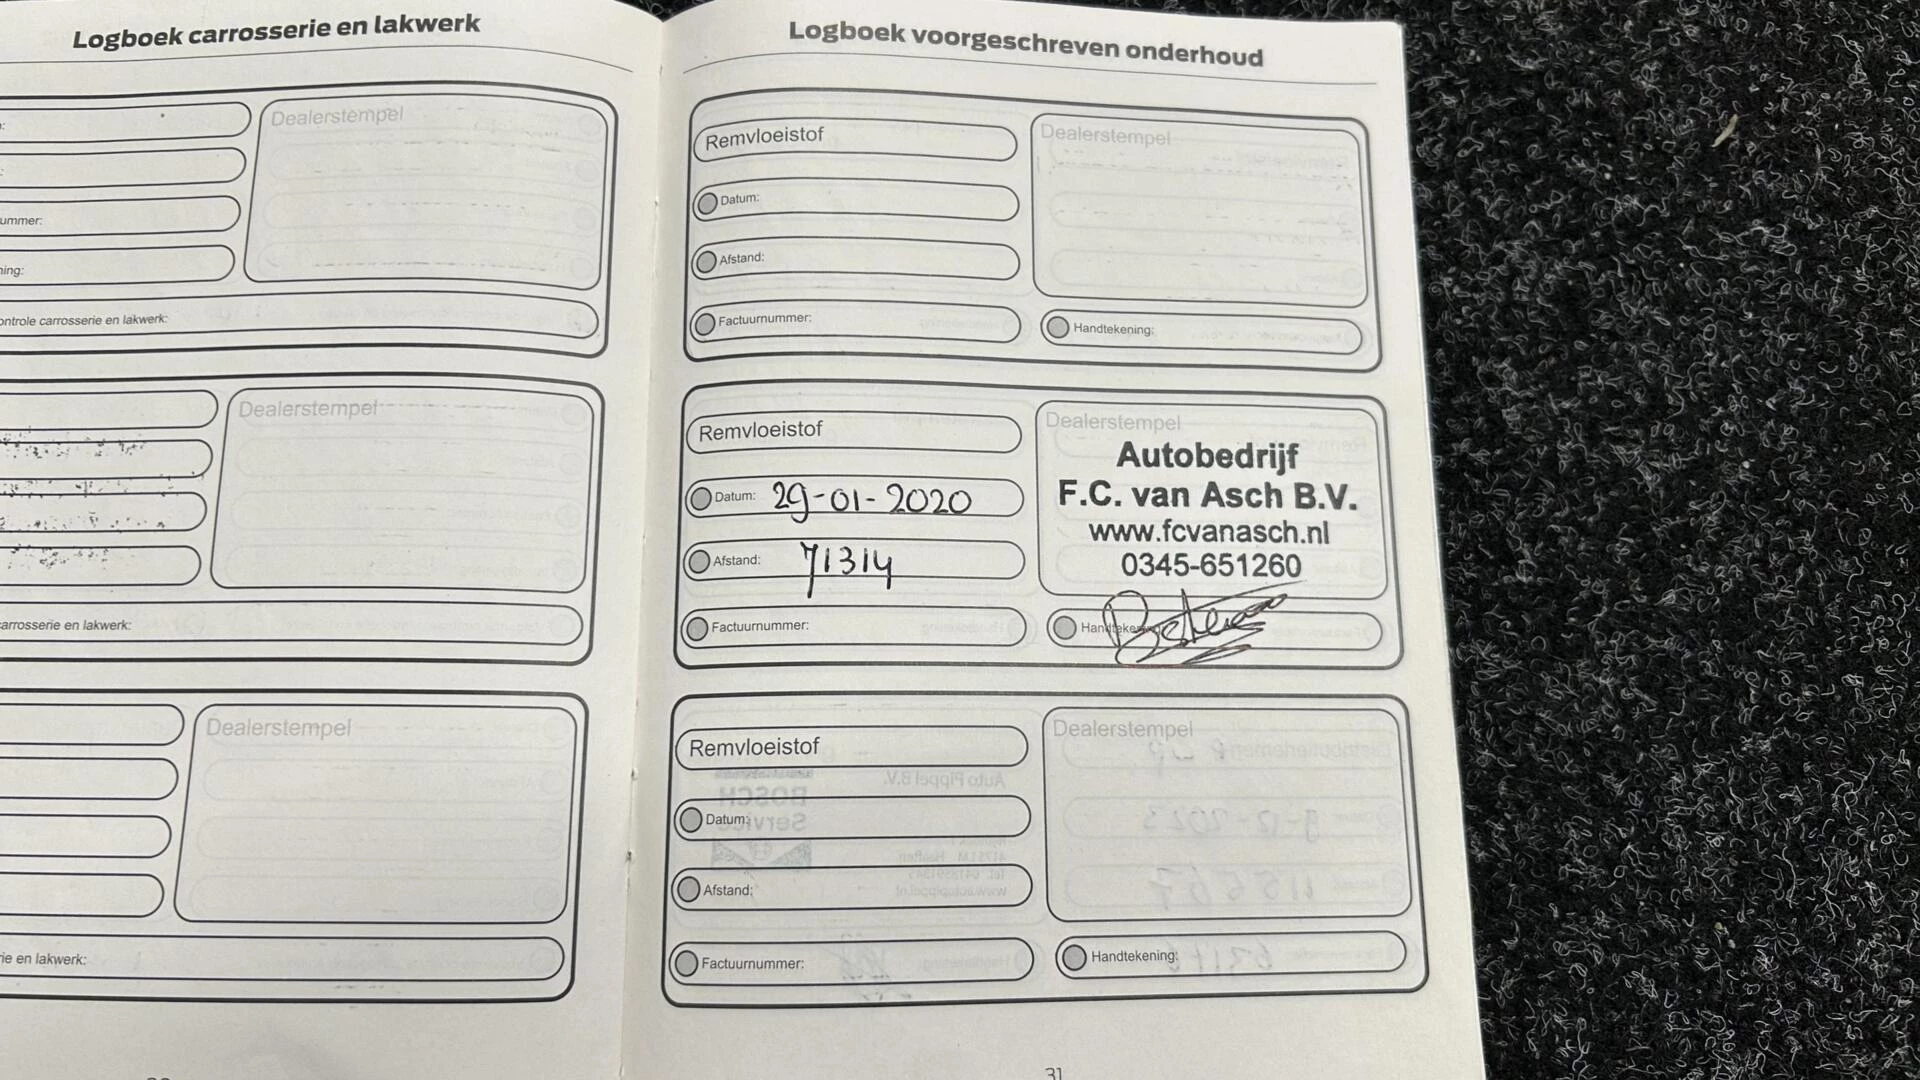 Logboek carrosserie en lakwerk
Dealerstempel
ummer:
ning:
ontrole carrosserie en lakwerk:
Dealerstempel
carrosserie en lakwerk:
Dealerstempel
rie en lakwerk:
Logboek voorgeschreven onderhoud
Remvloeistof
Dealerstempel
Datum:
Afstand:
Factuurnummer:
Handtekening:
Remvloeistof
Dealerstempel
Autobedrijf
F.C. van Asch B.V.
www.fcvanasch.nl
0345-651260
Datum: 29-01-2020
Afstand: 71314
Factuurnummer:
Handtekening:
Remvloeistof
Dealerstempel
Datum:
Afstand:
Factuurnummer:
Handtekening:
31